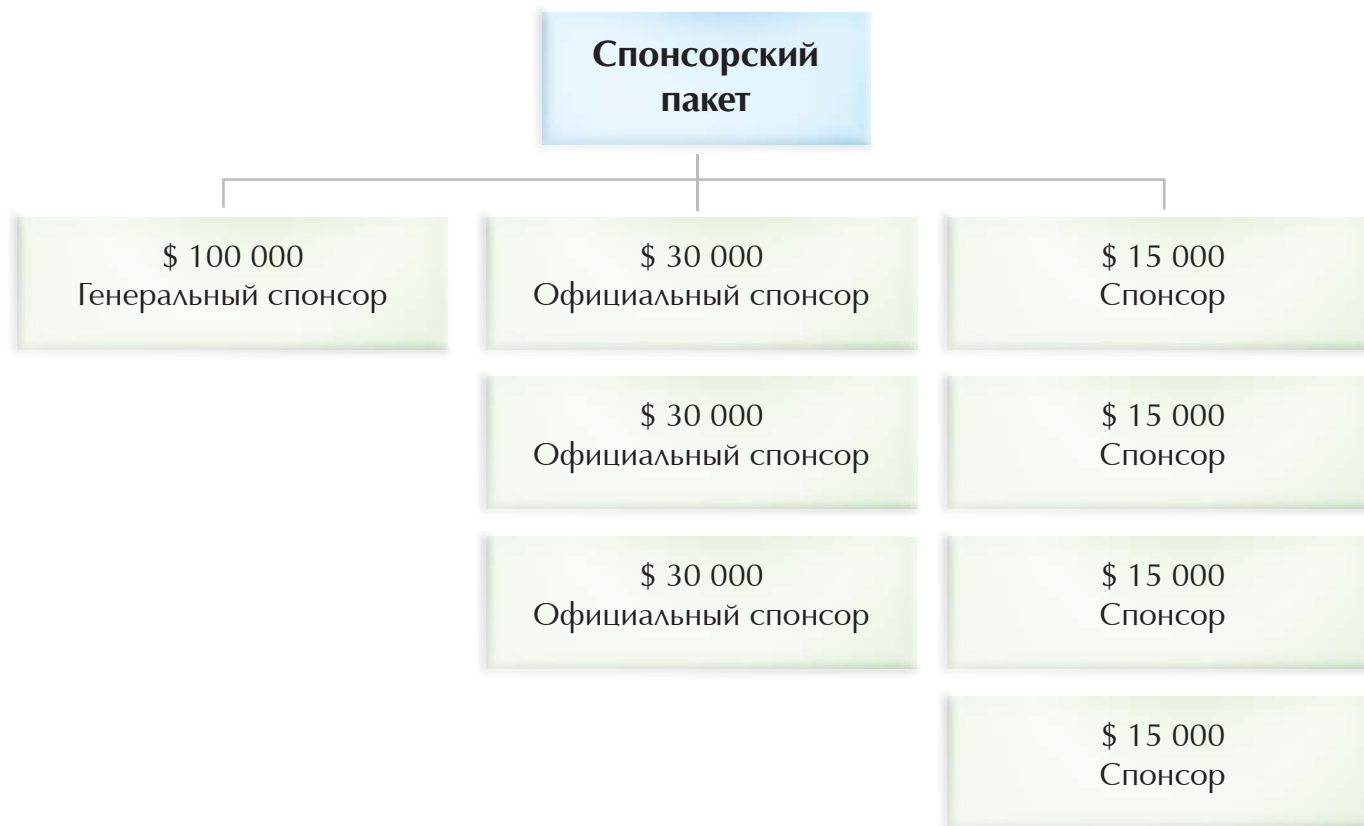 Спонсорский
пакет
$ 100 000
Генеральный спонсор
$ 30 000
Официальный спонсор
$ 15 000
Спонсор
$ 30 000
Официальный спонсор
$ 15 000
Спонсор
$ 30 000
Официальный спонсор
$ 15 000
Спонсор
$ 15 000
Спонсор